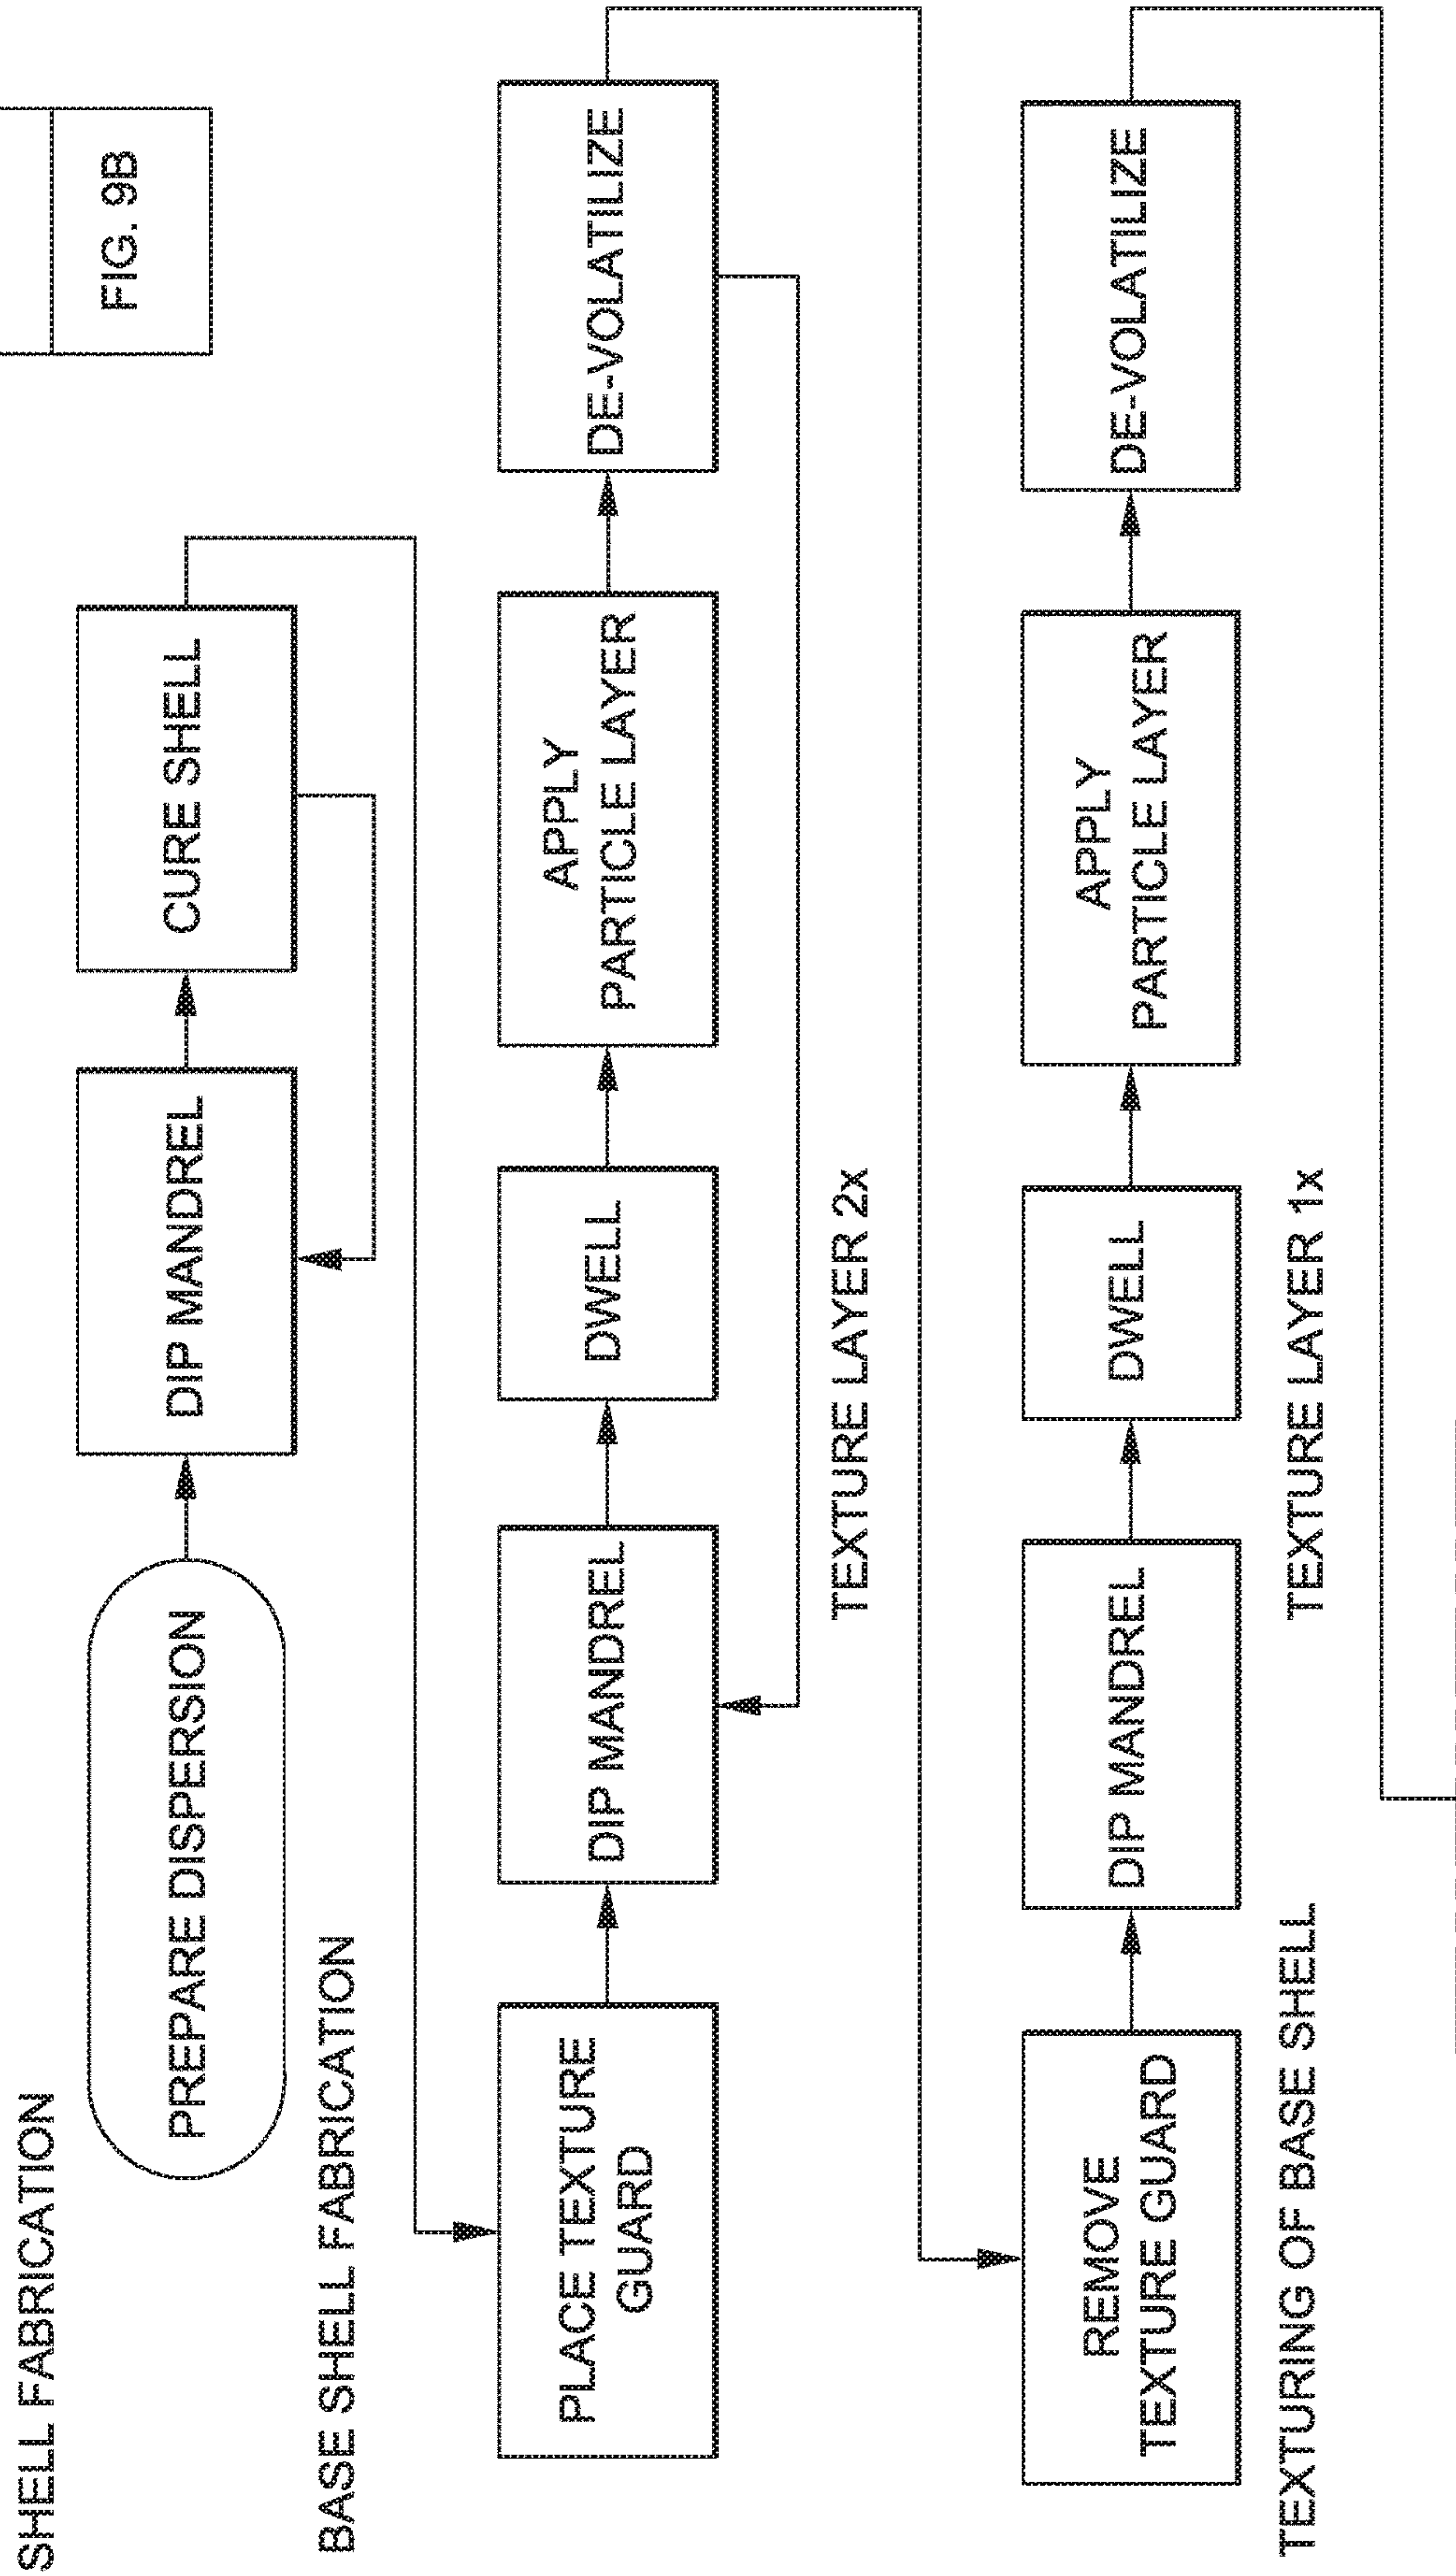 SHELL FABRICATION
FIG. 9B
PREPARE DISPERSION
DIP MANDREL
CURE SHELL
BASE SHELL FABRICATION
PLACE TEXTURE
GUARD
DIP MANDREL
DWELL
APPLY
PARTICLE LAYER
DE-VOLATILIZE
TEXTURE LAYER 2x
REMOVE
TEXTURE GUARD
DIP MANDREL
DWELL
APPLY
PARTICLE LAYER
DE-VOLATILIZE
TEXTURING OF BASE SHELL
TEXTURE LAYER 1x